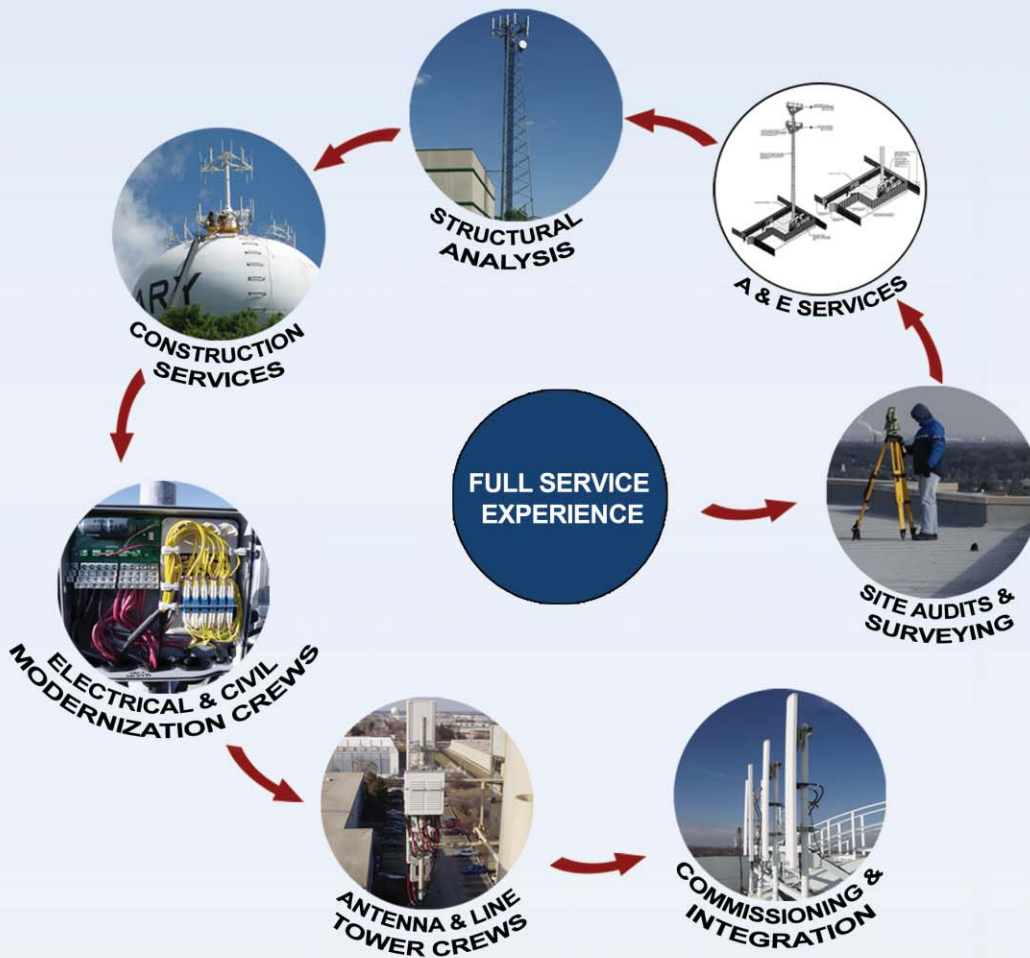 FULL SERVICE
EXPERIENCE
SITE AUDITS &
SURVEYING
A & E SERVICES
STRUCTURAL
ANALYSIS
CONSTRUCTION
SERVICES
ARY
ELECTRICAL & CIVIL
MODERNIZATION CREWS
ANTENNA & LINE
TOWER CREWS
COMMISSIONING &
INTEGRATION